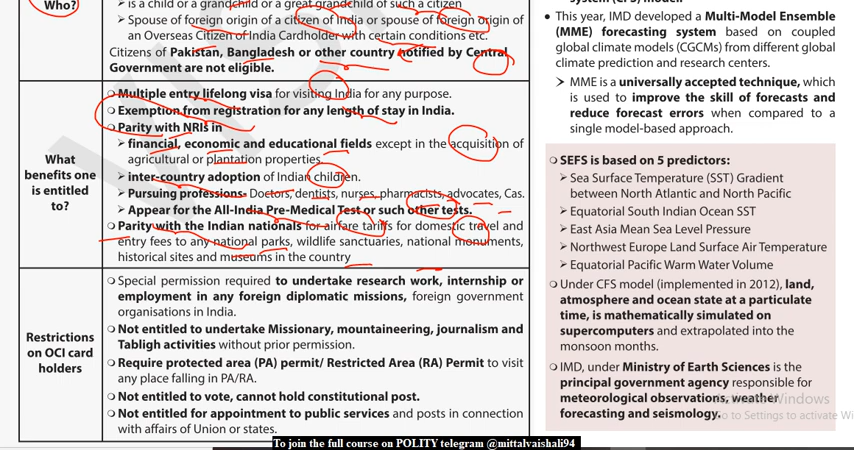 Who?
is a child or a grandchild or a great grandchild of such a citizen
➢ Spouse of foreign origin of a citizen of India or spouse of foreign origin of
an Overseas Citizen of India Cardholder with certain conditions etc.
Citizens of Pakistan, Bangladesh or other country notified by Central
Government are not eligible.
What
benefits one
is entitled
to?
❍ Multiple entry lifelong visa for visiting India for any purpose.
❍ Exemption from registration for any length of stay in India.
❍ Parity with NRIs in
➢ financial, economic and educational fields except in the acquisition of
agricultural or plantation properties.
➢ inter-country adoption of Indian children.
➢ Pursuing professions- Doctors, dentists, nurses, pharmacists, advocates, Cas.
➢ Appear for the All-India Pre-Medical Test or such other tests.
❍ Parity with the Indian nationals for airfare tariffs for domestic travel and
entry fees to any national parks, wildlife sanctuaries, national monuments,
historical sites and museums in the country
Restrictions
on OCI card
holders
❍ Special permission required to undertake research work, internship or
employment in any foreign diplomatic missions, foreign government
organisations in India.
❍ Not entitled to undertake Missionary, mountaineering, journalism and
Tabligh activities without prior permission.
❍ Require protected area (PA) permit/ Restricted Area (RA) Permit to visit
any place falling in PA/RA.
❍ Not entitled to vote, cannot hold constitutional post.
❍ Not entitled for appointment to public services and posts in connection
with affairs of Union or states.
• This year, IMD developed a Multi-Model Ensemble
(MME) forecasting system based on coupled
global climate models (CGCMs) from different global
climate prediction and research centers.
➢ MME is a universally accepted technique, which
is used to improve the skill of forecasts and
reduce forecast errors when compared to a
single model-based approach.
❍ SEFS is based on 5 predictors:
➢ Sea Surface Temperature (SST) Gradient
between North Atlantic and North Pacific
➢ Equatorial South Indian Ocean SST
➢ East Asia Mean Sea Level Pressure
➢ Northwest Europe Land Surface Air Temperature
➢ Equatorial Pacific Warm Water Volume
❍ Under CFS model (implemented in 2012), land,
atmosphere and ocean state at a particulate
time, is mathematically simulated on
supercomputers and extrapolated into the
monsoon months.
❍ IMD, under Ministry of Earth Sciences is the
principal government agency responsible for
meteorological observations, weather
forecasting and seismology.
Activate Windows
Go to Settings to activate Wi
To join the full course on POLITY telegram @mittalvaishali94